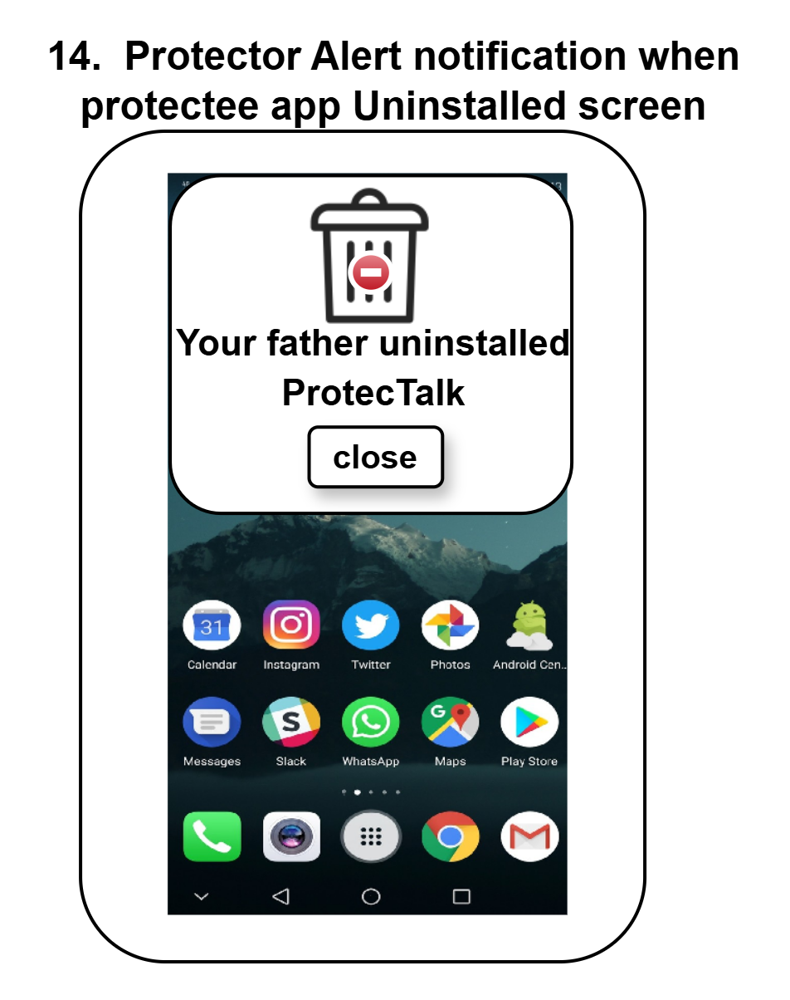 14.  Protector Alert notification when
protectee app Uninstalled screen
Your father uninstalled
ProtecTalk
close
31
Calendar
Instagram
Twitter
Photos
Android Cen..
S
G
Messages
Slack
WhatsApp
Maps
Play Store